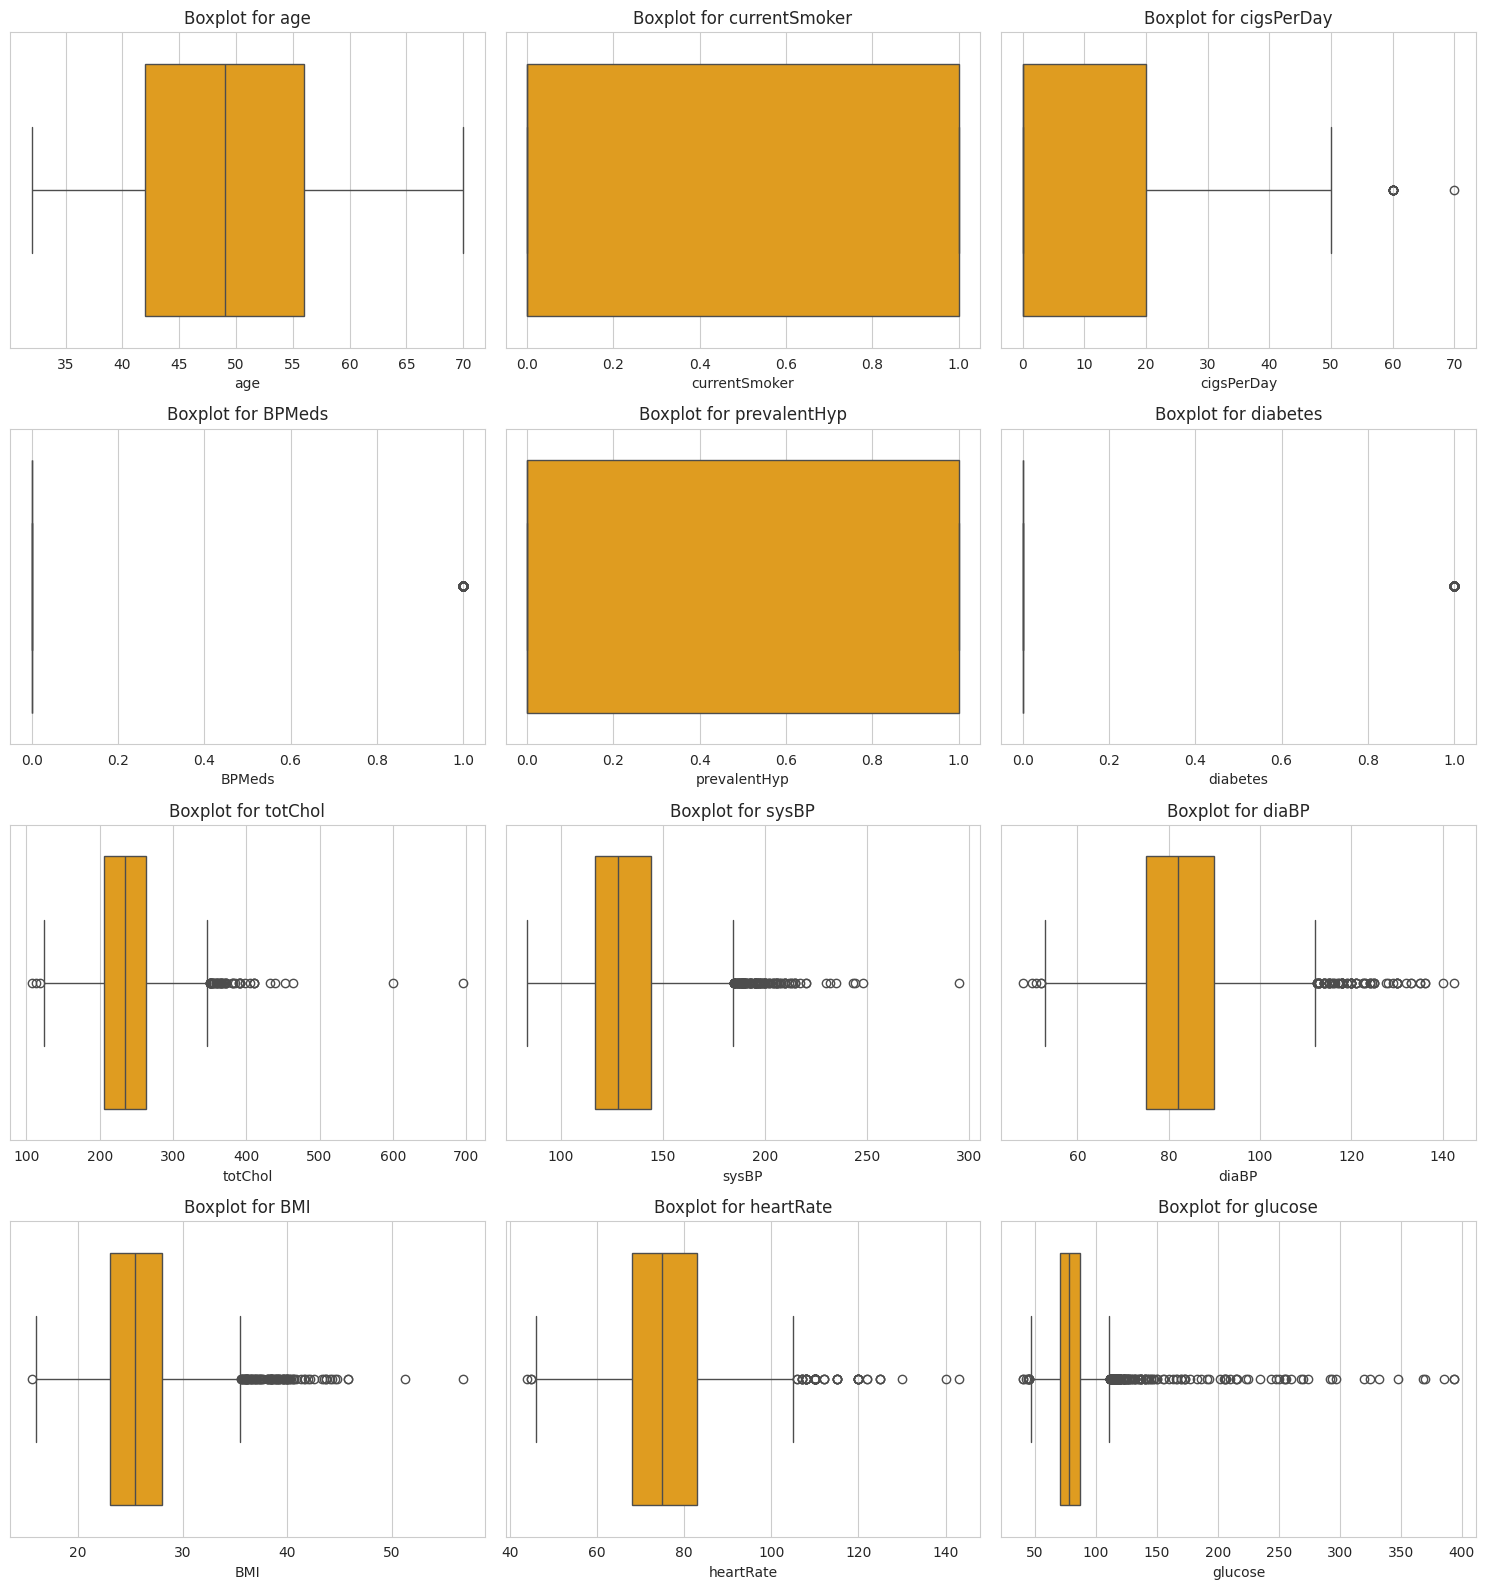 Boxplot for age
Boxplot for currentSmoker
Boxplot for cigsPerDay
35 40 45 50 55 60 65 70
0.0 0.2 0.4 0.6 0.8 1.0
0 10 20 30 40 50 60 70
age
currentSmoker
cigsPerDay
Boxplot for BPMeds
Boxplot for prevalentHyp
Boxplot for diabetes
0.0 0.2 0.4 0.6 0.8 1.0
0.0 0.2 0.4 0.6 0.8 1.0
0.0 0.2 0.4 0.6 0.8 1.0
BPMeds
prevalentHyp
diabetes
Boxplot for totChol
Boxplot for sysBP
Boxplot for diaBP
100 200 300 400 500 600 700
100 150 200 250 300
60 80 100 120 140
totChol
sysBP
diaBP
Boxplot for BMI
Boxplot for heartRate
Boxplot for glucose
20 30 40 50
40 60 80 100 120 140
50 100 150 200 250 300 350 400
BMI
heartRate
glucose